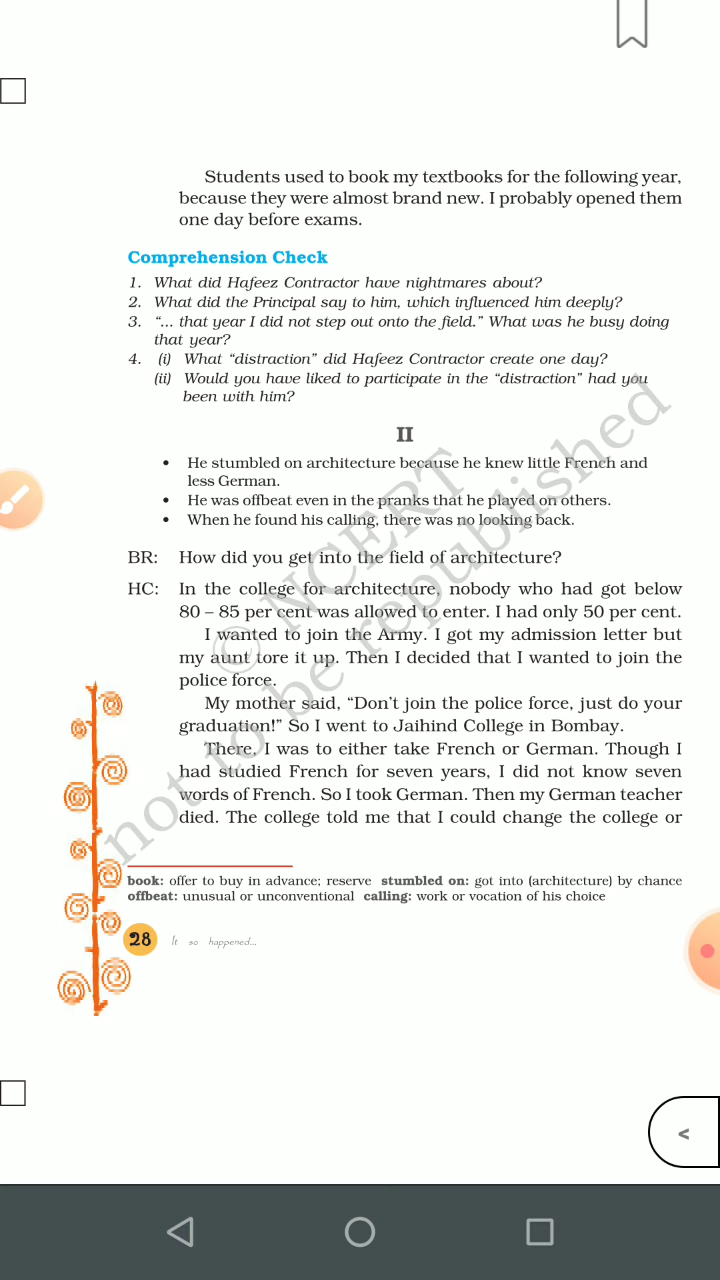 Students used to book my textbooks for the following year,
because they were almost brand new. I probably opened them
one day before exams.
Comprehension Check
1. What did Hafeez Contractor have nightmares about?
2. What did the Principal say to him, which influenced him deeply?
3. “... that year I did not step out onto the field.” What was he busy doing
that year?
4. (i) What “distraction” did Hafeez Contractor create one day?
(ii) Would you have liked to participate in the “distraction” had you
been with him?
II
• He stumbled on architecture because he knew little French and
less German.
• He was offbeat even in the pranks that he played on others.
• When he found his calling, there was no looking back.
BR: How did you get into the field of architecture?
HC: In the college for architecture, nobody who had got below
80 – 85 per cent was allowed to enter. I had only 50 per cent.
I wanted to join the Army. I got my admission letter but
my aunt tore it up. Then I decided that I wanted to join the
police force.
My mother said, “Don’t join the police force, just do your
graduation!” So I went to Jaihind College in Bombay.
There, I was to either take French or German. Though I
had studied French for seven years, I did not know seven
words of French. So I took German. Then my German teacher
died. The college told me that I could change the college or
book: offer to buy in advance; reserve stumbled on: got into (architecture) by chance
offbeat: unusual or unconventional calling: work or vocation of his choice
28 It so happened...
© NCERT
not to be republished
<